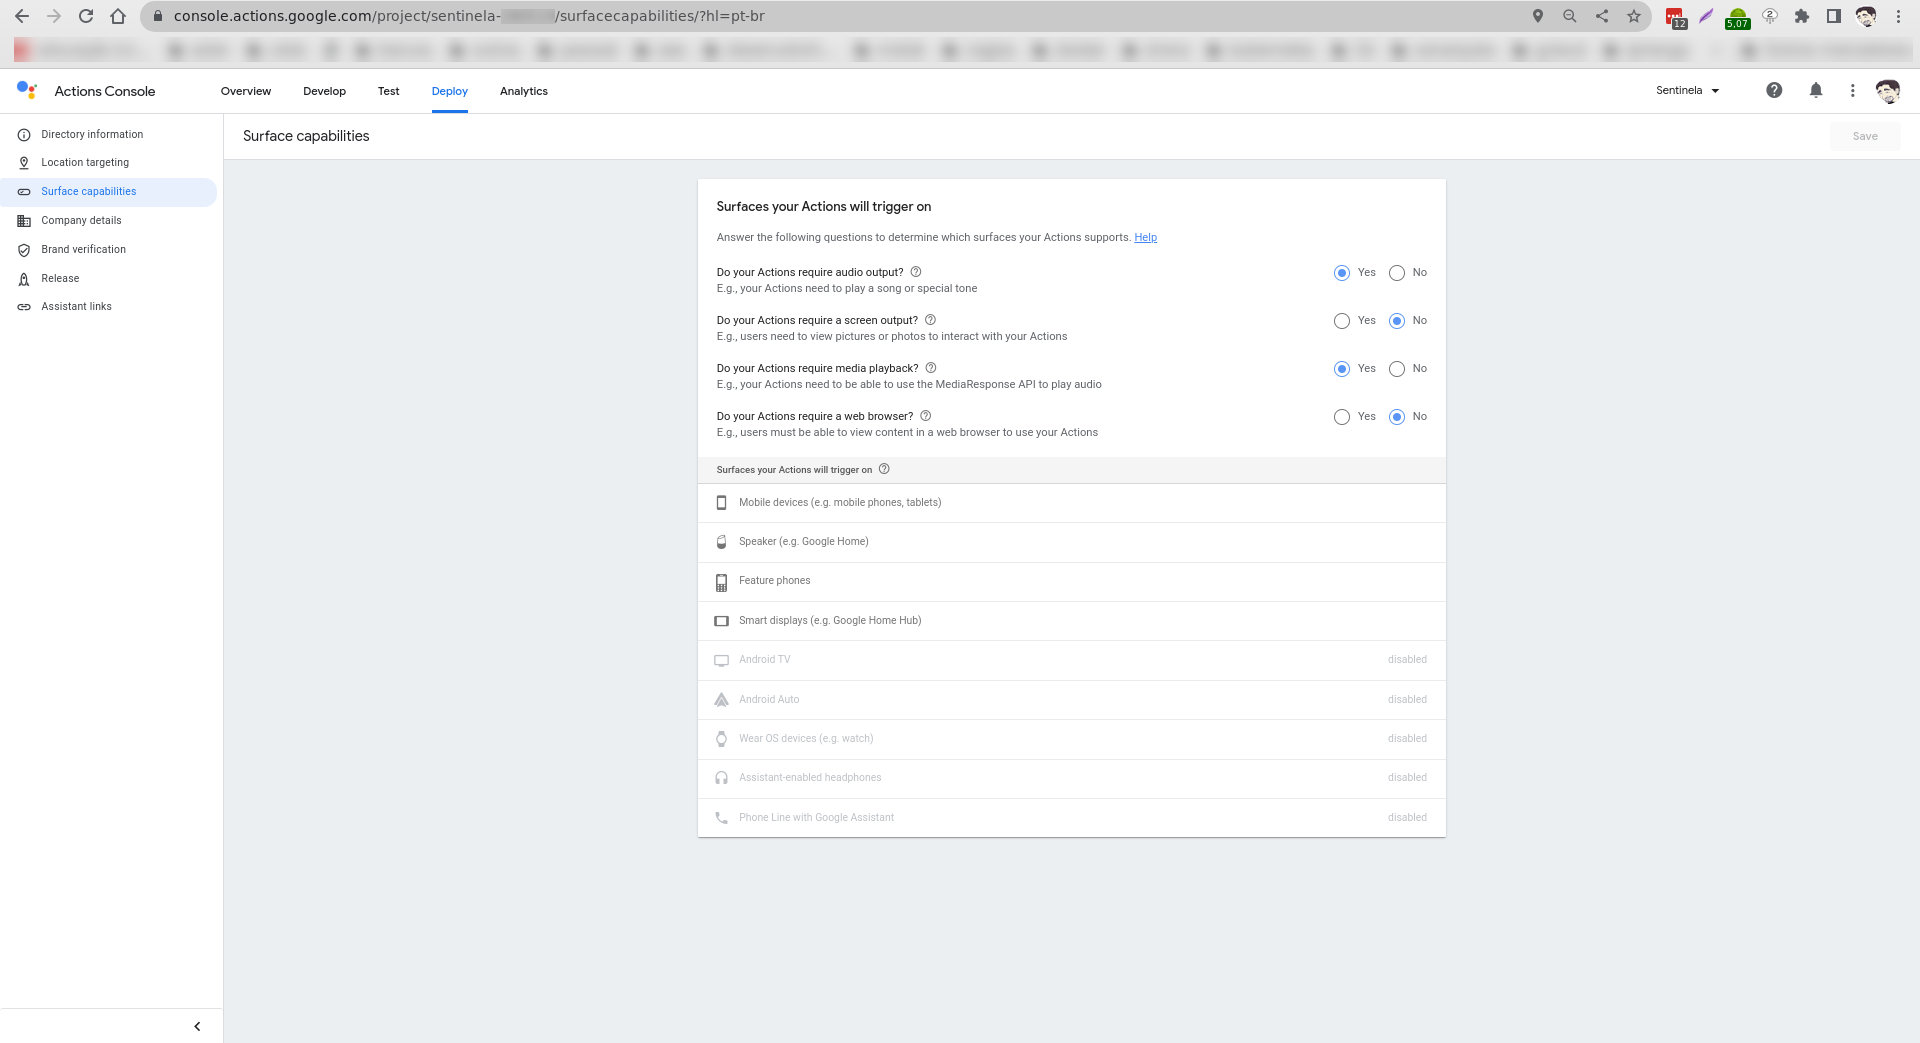 console.actions.google.com/project/sentinela- /surfacecapabilities/?hl=pt-br
12
5,07
2
Actions Console
Overview
Develop
Test
Deploy
Analytics
Sentinela
Directory information
Location targeting
Surface capabilities
Company details
Brand verification
Release
Assistant links
Surface capabilities
Save
Surfaces your Actions will trigger on
Answer the following questions to determine which surfaces your Actions supports. Help
Do your Actions require audio output?
Yes No
E.g., your Actions need to play a song or special tone
Do your Actions require a screen output?
Yes No
E.g., users need to view pictures or photos to interact with your Actions
Do your Actions require media playback?
Yes No
E.g., your Actions need to be able to use the MediaResponse API to play audio
Do your Actions require a web browser?
Yes No
E.g., users must be able to view content in a web browser to use your Actions
Surfaces your Actions will trigger on
Mobile devices (e.g. mobile phones, tablets)
Speaker (e.g. Google Home)
Feature phones
Smart displays (e.g. Google Home Hub)
Android TV disabled
Android Auto disabled
Wear OS devices (e.g. watch) disabled
Assistant-enabled headphones disabled
Phone Line with Google Assistant disabled